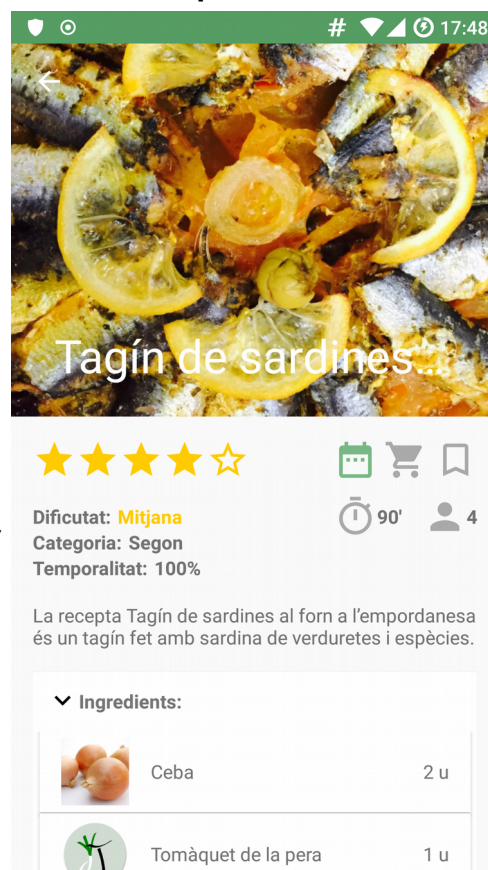 # 17:48
Tagín de sardines...
Dificutat: Mitjana
90'
4
Categoria: Segon
Temporalitat: 100%
La recepta Tagín de sardines al forn a l’empordanesa
és un tagín fet amb sardina de verduretes i espècies.
Ingredients:
Ceba 2 u
Tomàquet de la pera 1 u